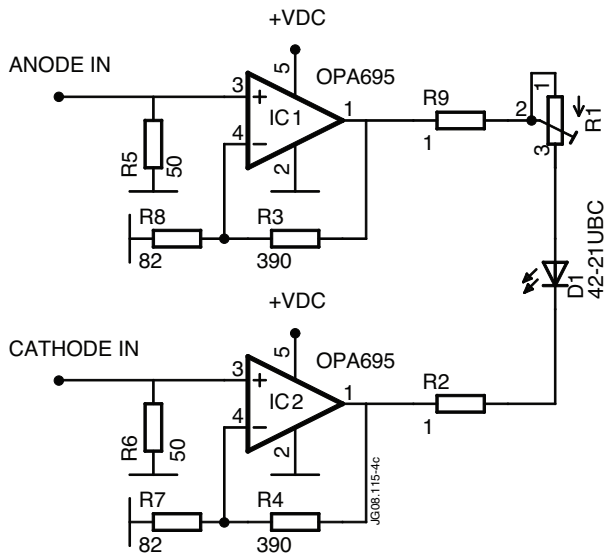 +VDC
ANODE IN
5
OPA695
3
+
IC1
1
4
−
2
R9
1
2
1
3
R1
R5
50
R8
82
R3
390
D1
42-21UBC
+VDC
CATHODE IN
5
OPA695
3
+
IC2
1
4
−
2
R2
1
R6
50
R7
82
R4
390
JG08.115-4c